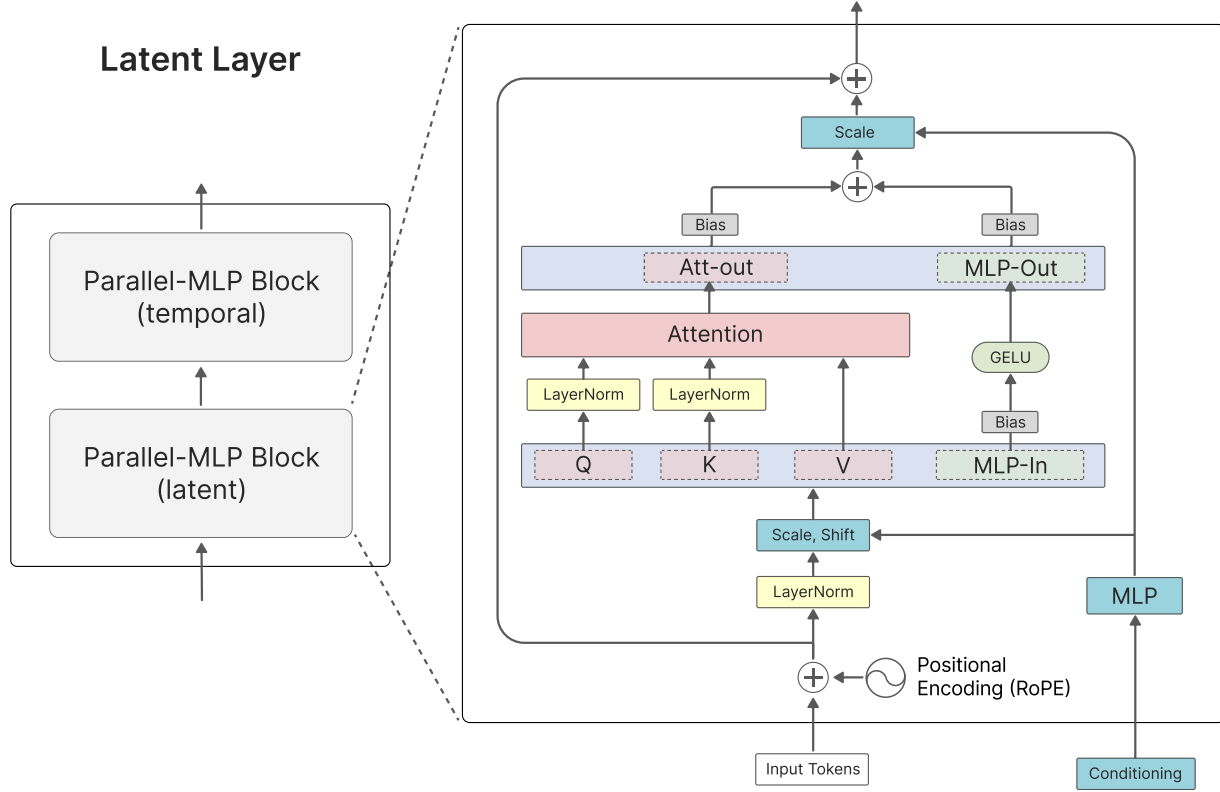 Latent Layer
Parallel-MLP Block
(temporal)
Parallel-MLP Block
(latent)
Scale
Bias
Bias
Att-out
MLP-Out
Attention
GELU
LayerNorm
LayerNorm
Bias
Q
K
V
MLP-In
Scale, Shift
LayerNorm
MLP
Positional
Encoding (RoPE)
Input Tokens
Conditioning